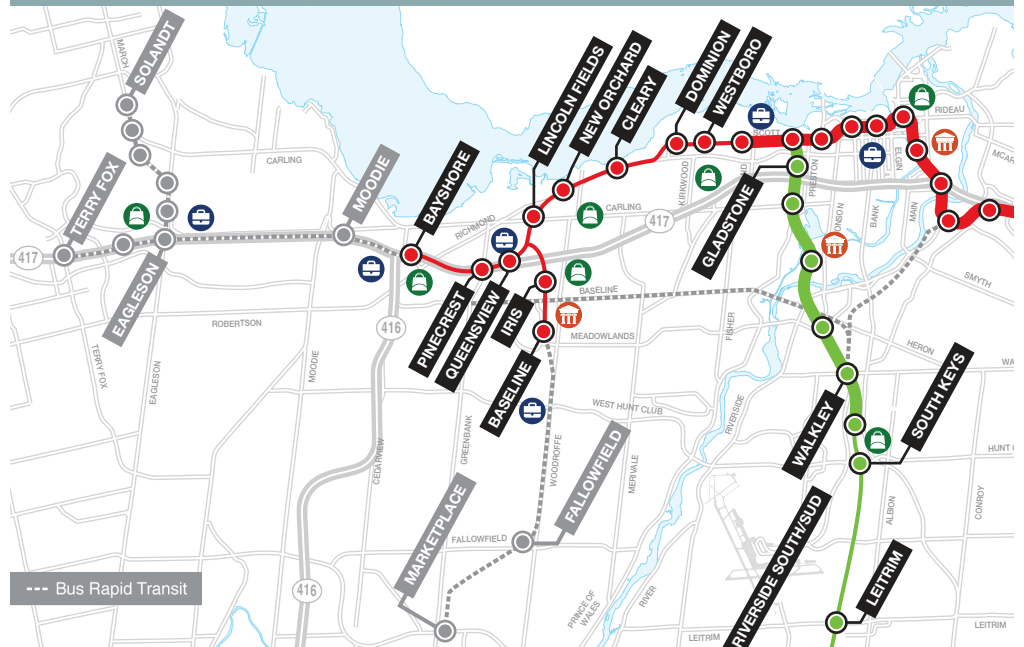 SOLANDT
MARCH
TERRY FOX
417
EAGLESON
CARLING
MOODIE
BAYSHORE
RICHMOND
LINCOLN FIELDS
NEW ORCHARD
CLEARY
DOMINION
WESTBORO
SCOTT
RIDEAU
ELGIN
KIRKWOOD
PRESTON
BANK
MAIN
CARLING
417
GLADSTONE
SMYTH
PINECREST
QUEENSVIEW
IRIS
BASELINE
BASELINE
MEADOWLANDS
FISHER
HERON
416
ROBERTSON
TERRY FOX
EAGLESON
MOODIE
CEDARVIEW
GREENBANK
WOODROFFE
MERIVALE
WEST HUNT CLUB
RIVERSIDE
WALKLEY
SOUTH KEYS
HUNT C
ALBION
CONROY
MARKETPLACE
FALLOWFIELD
FALLOWFIELD
Bus Rapid Transit
416
PRINCE OF
WALES
RIVER
RIVERSIDE SOUTH/SUD
LEITRIM
LEITRIM
LEITRIM